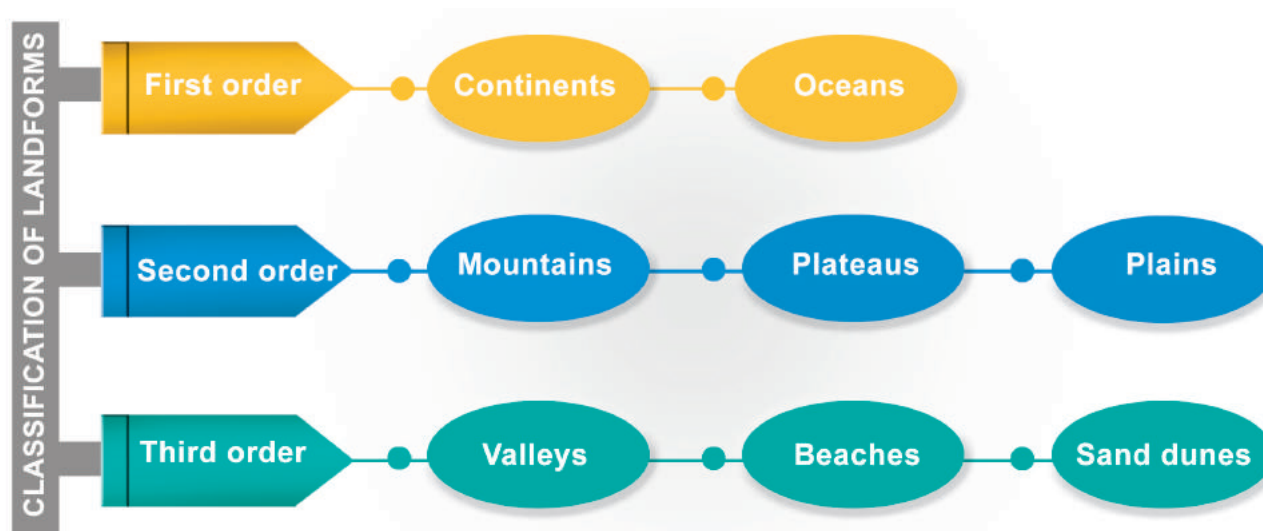 CLASSIFICATION OF LANDFORMS
First order
Continents
Oceans
Second order
Mountains
Plateaus
Plains
Third order
Valleys
Beaches
Sand dunes